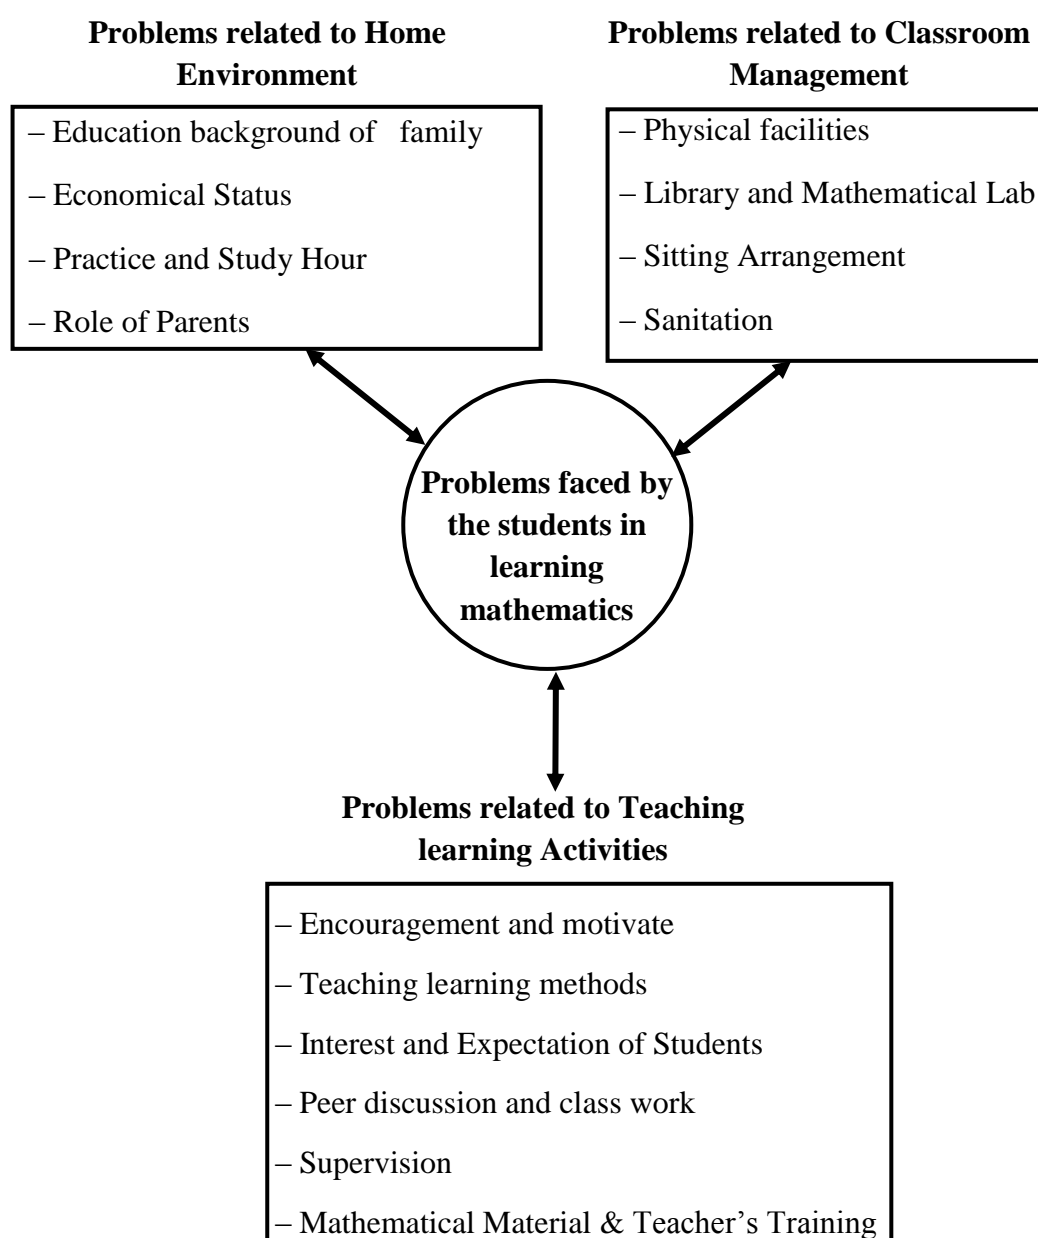 Problems related to Home
Environment
– Education background of family
– Economical Status
– Practice and Study Hour
– Role of Parents
Problems related to Classroom
Management
– Physical facilities
– Library and Mathematical Lab
– Sitting Arrangement
– Sanitation
Problems faced by
the students in
learning
mathematics
Problems related to Teaching
learning Activities
– Encouragement and motivate
– Teaching learning methods
– Interest and Expectation of Students
– Peer discussion and class work
– Supervision
– Mathematical Material & Teacher’s Training